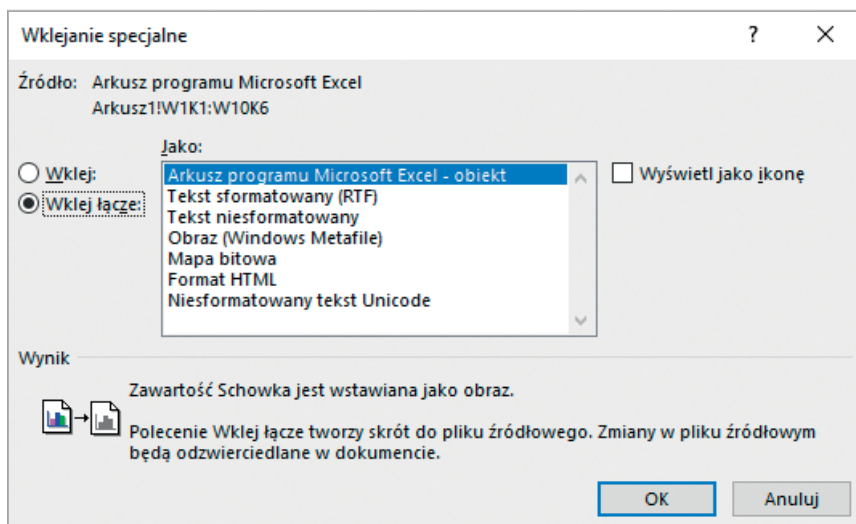 Wklejanie specjalne
Źródło: Arkusz programu Microsoft Excel
Arkusz1!W1K1:W10K6
Jako:
Wklej:
Wklej łącze:
Arkusz programu Microsoft Excel - obiekt
Tekst sformatowany (RTF)
Tekst niesformatowany
Obraz (Windows Metafile)
Mapa bitowa
Format HTML
Niesformatowany tekst Unicode
Wyświetl jako ikonę
Wynik
Zawartość Schowka jest wstawiana jako obraz.
Polecenie Wklej łącze tworzy skrót do pliku źródłowego. Zmiany w pliku źródłowym
będą odzwierciedlane w dokumencie.
OK
Anuluj